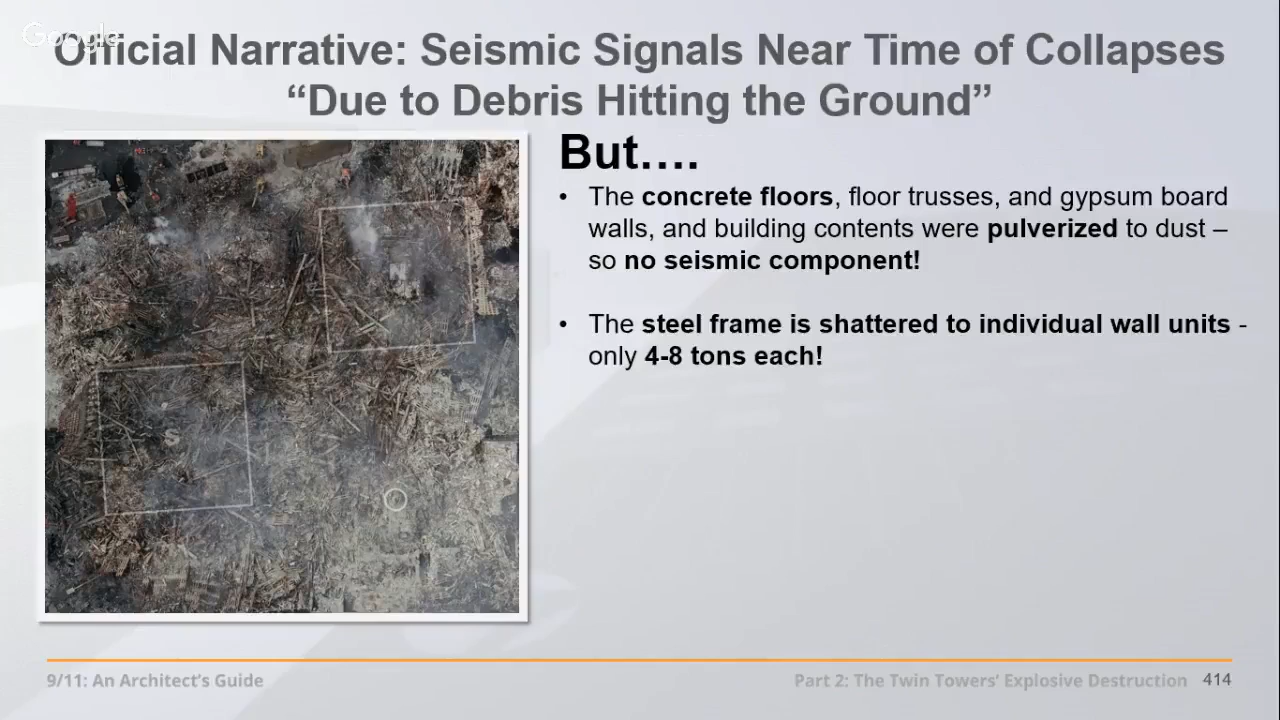 Google
Official Narrative: Seismic Signals Near Time of Collapses
“Due to Debris Hitting the Ground”
But….
• The concrete floors, floor trusses, and gypsum board
walls, and building contents were pulverized to dust –
so no seismic component!
• The steel frame is shattered to individual wall units -
only 4-8 tons each!
9/11: An Architect’s Guide
Part 2: The Twin Towers’ Explosive Destruction 414